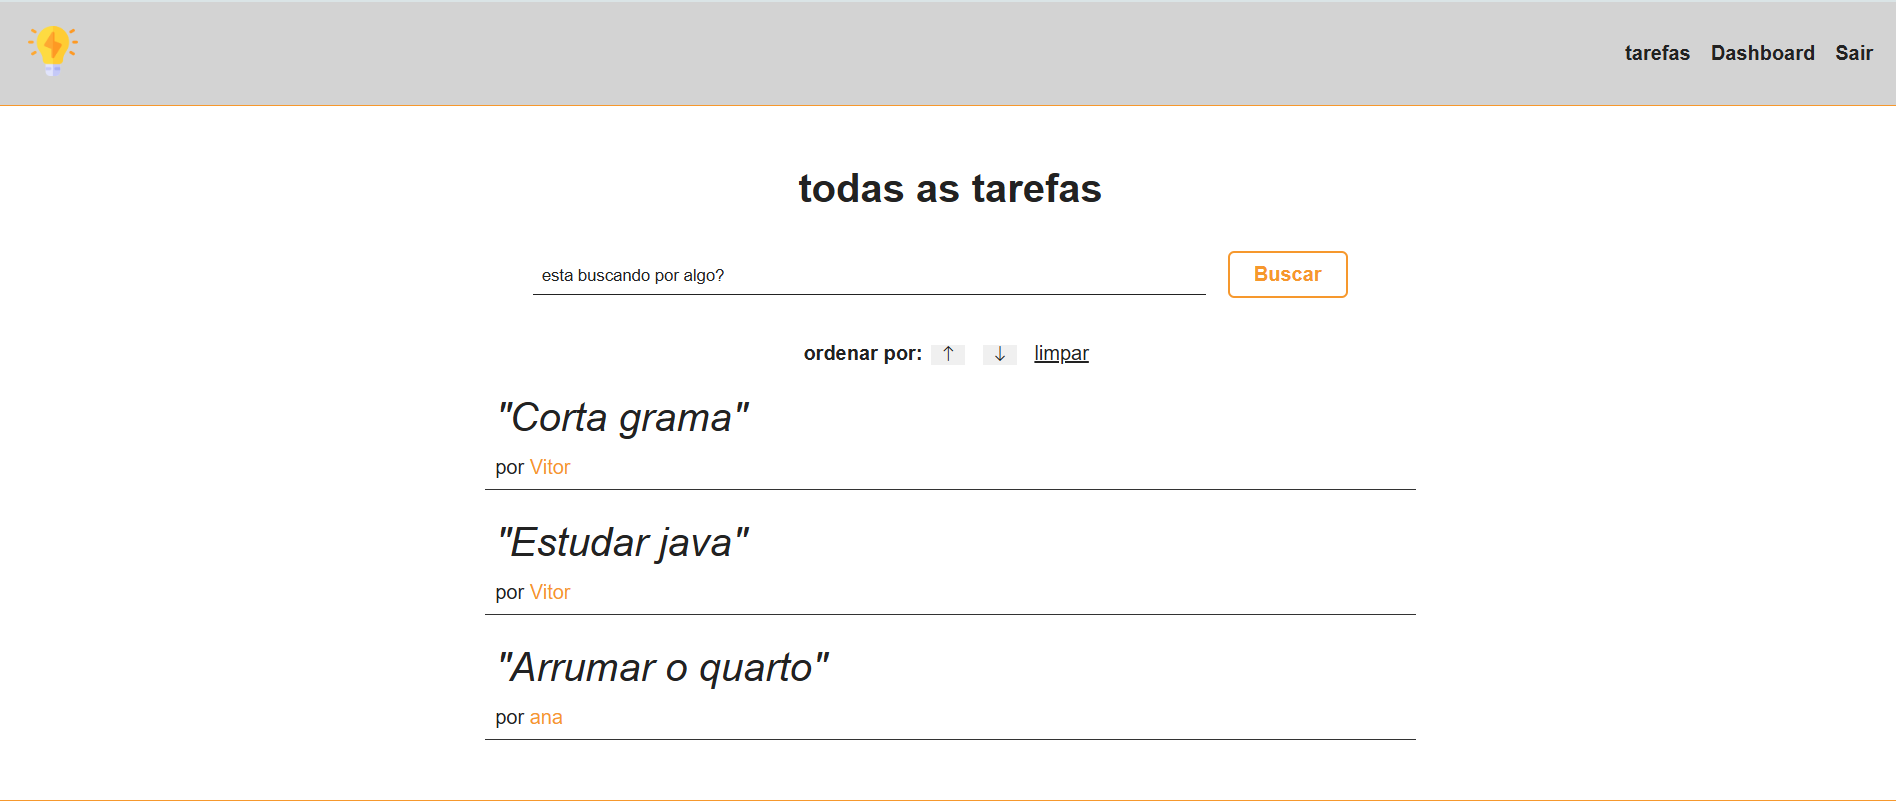 tarefas Dashboard Sair
todas as tarefas
esta buscando por algo? Buscar
ordenar por: ↑ ↓ limpar
"Corta grama"
por Vitor
"Estudar java"
por Vitor
"Arrumar o quarto"
por ana